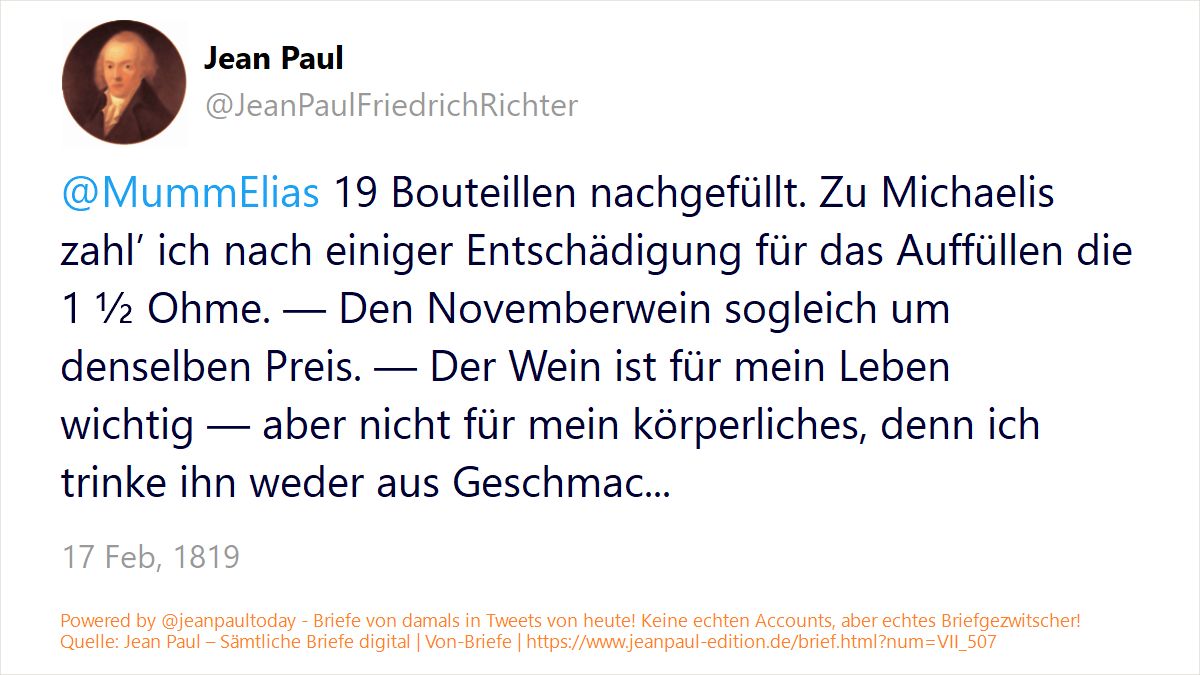 Jean Paul
@JeanPaulFriedrichRichter
@MummElias 19 Bouteillen nachgefüllt. Zu Michaelis
zahl’ ich nach einiger Entschädigung für das Auffüllen die
1 ½ Ohme. — Den Novemberwein sogleich um
denselben Preis. — Der Wein ist für mein Leben
wichtig — aber nicht für mein körperliches, denn ich
trinke ihn weder aus Geschmac...
17 Feb, 1819
Powered by @jeanpaultoday - Briefe von damals in Tweets von heute! Keine echten Accounts, aber echtes Briefgezwitscher!
Quelle: Jean Paul – Sämtliche Briefe digital | Von-Briefe | https://www.jeanpaul-edition.de/brief.html?num=VII_507